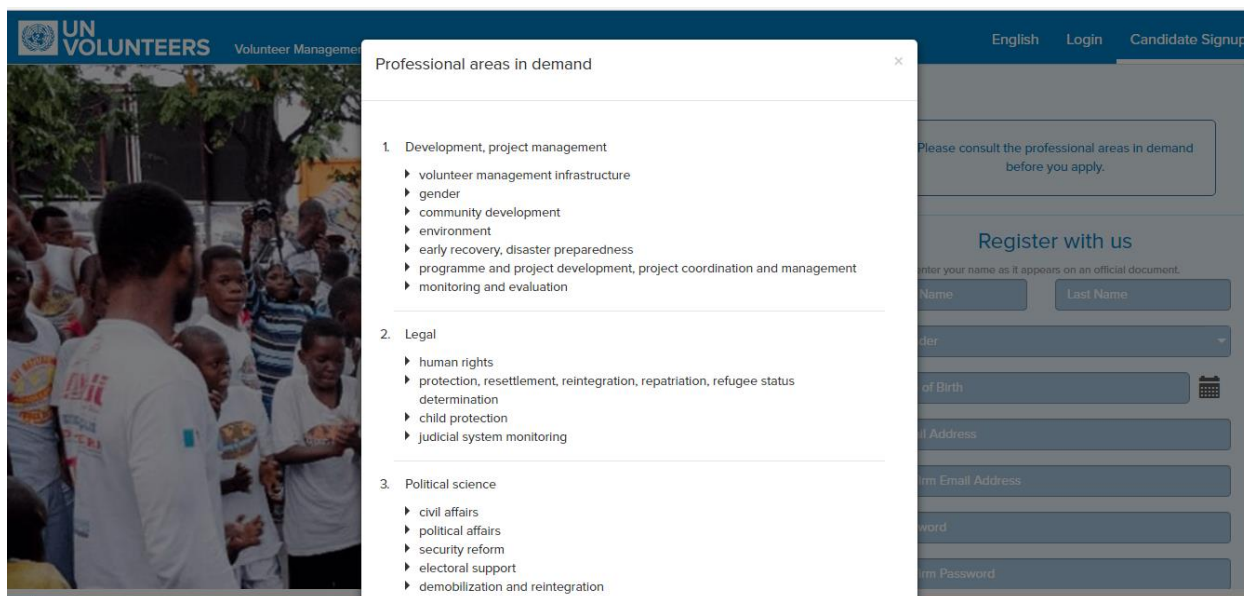 UN
VOLUNTEERS
Volunteer Managemen
English Login Candidate Signup
Professional areas in demand
×
Please consult the professional areas in demand
before you apply.
1. Development, project management
volunteer management infrastructure
gender
community development
environment
early recovery, disaster preparedness
programme and project development, project coordination and management
monitoring and evaluation
2. Legal
human rights
protection, resettlement, reintegration, repatriation, refugee status
determination
child protection
judicial system monitoring
3. Political science
civil affairs
political affairs
security reform
electoral support
demobilization and reintegration
Register with us
enter your name as it appears on an official document.
Name
Last Name
der
of Birth
il Address
irm Email Address
word
irm Password